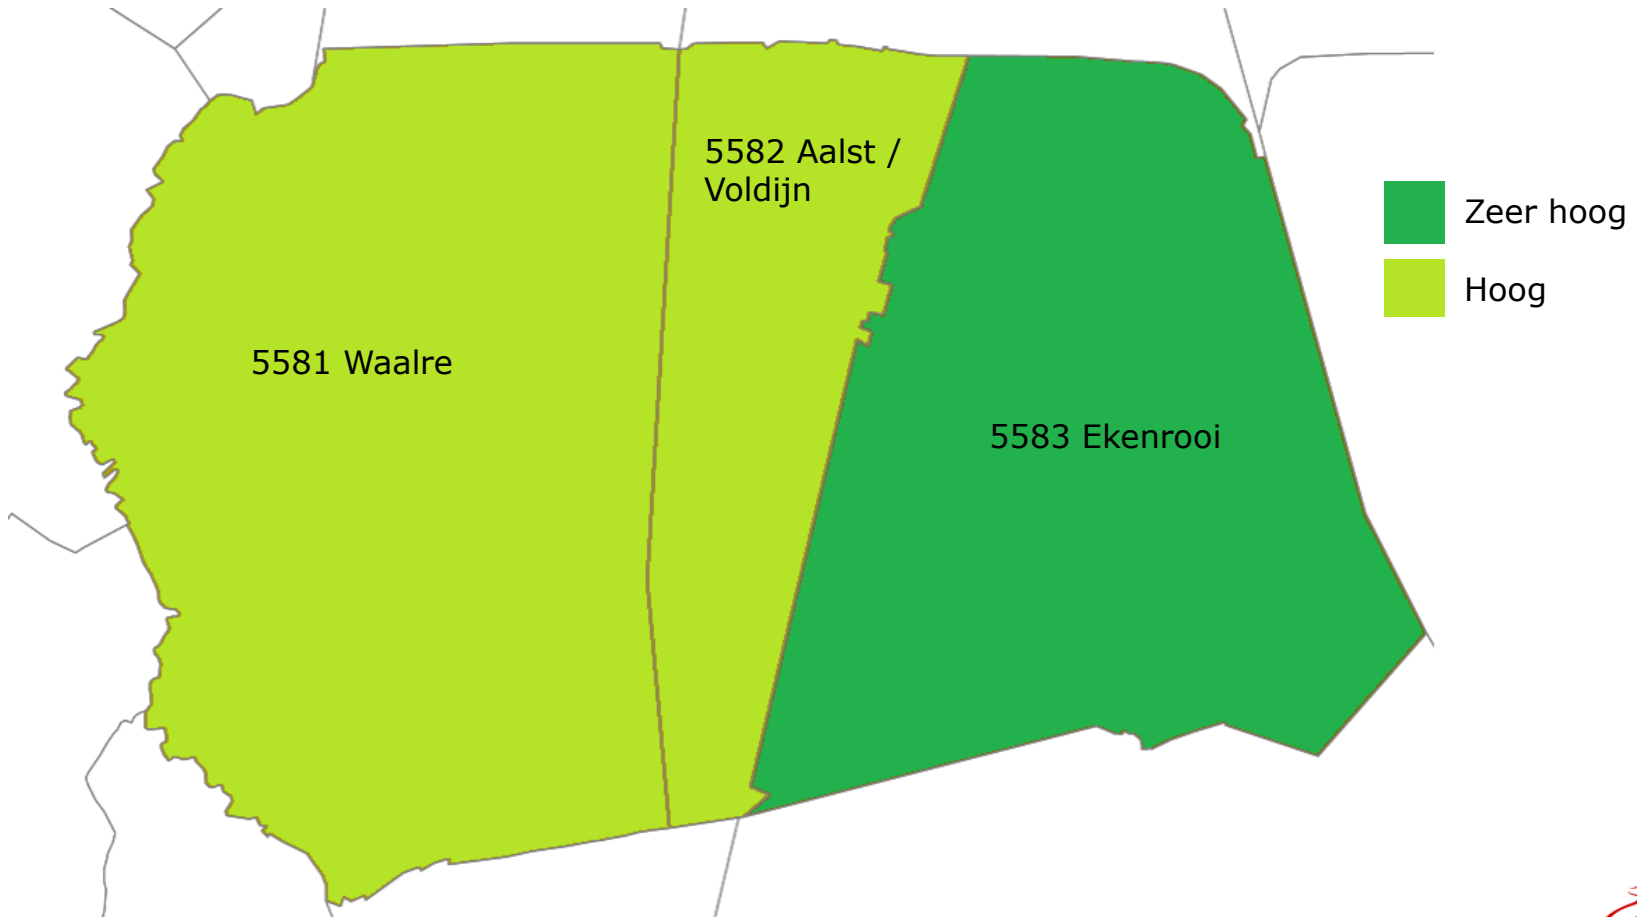 5582 Aalst /
Voldijn
Zeer hoog
Hoog
5581 Waalre
5583 Ekenrooi